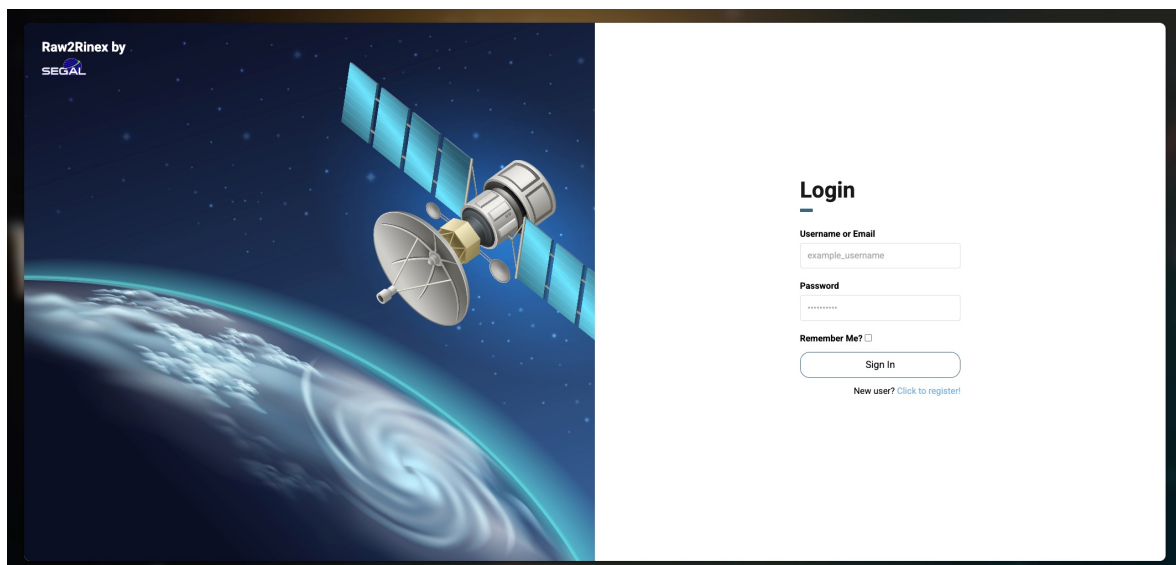 Raw2Rinex by
SEGAL
Login
Username or Email
example_username
Password
••••••••••
Remember Me?
Sign In
New user? Click to register!